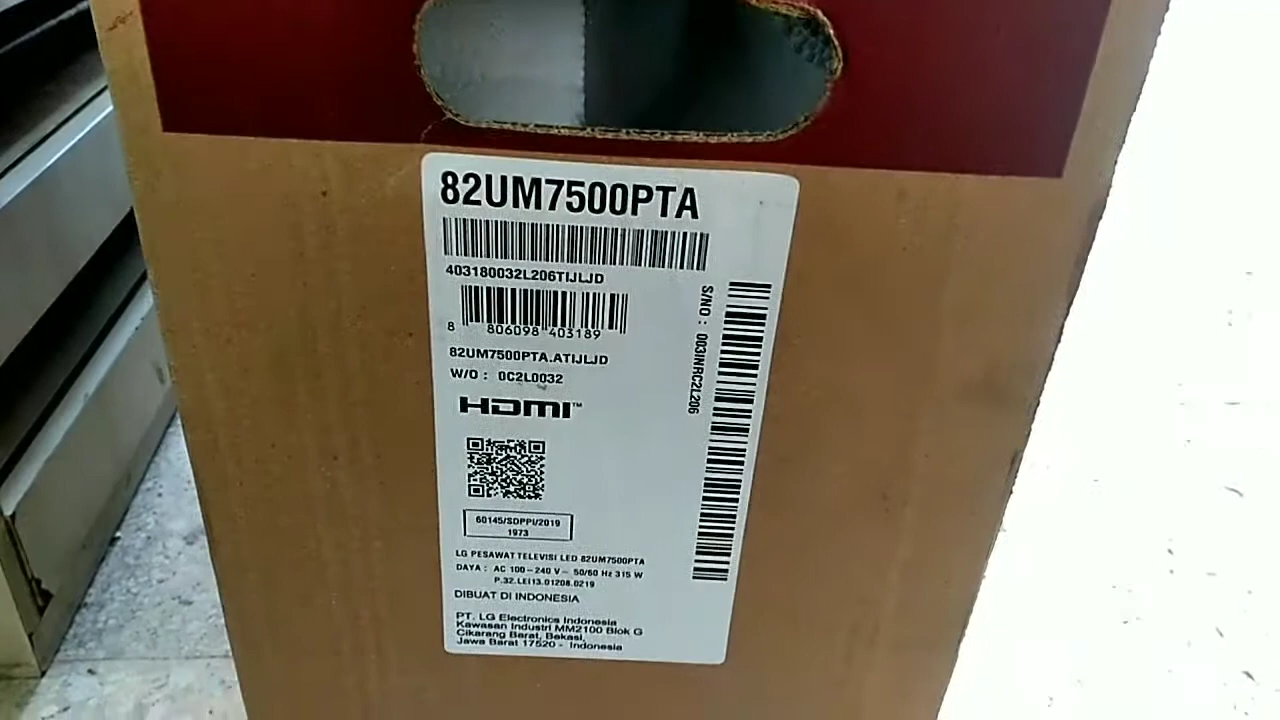 82UM7500PTA
403180032L206TIJLJD
8 806098 403189
82UM7500PTA.ATIJLJD
W/O : 0C2L0032
HDMI™
60145/SDPPI/2019
1973
LG PESAWAT TELEVISI LED 82UM7500PTA
DAYA : AC 100-240 V~ 50/60 Hz 315 W
P.32.LEI13.01208.0219
DIBUAT DI INDONESIA
PT. LG Electronics Indonesia
Kawasan Industri MM2100 Blok G
Cikarang Barat, Bekasi,
Jawa Barat 17520 - Indonesia
S/NO : 003INRC2L206